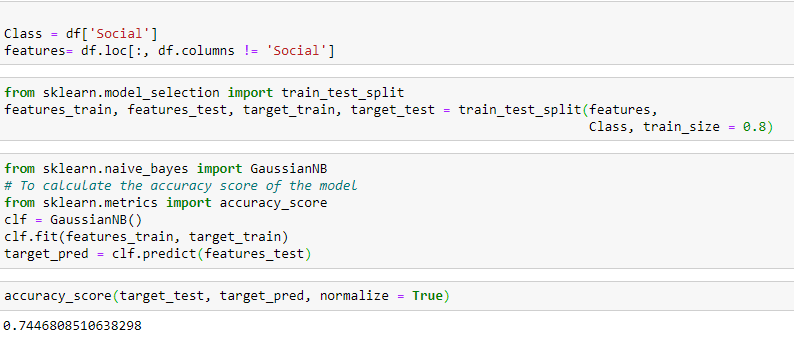 Class = df['Social']
features= df.loc[:, df.columns != 'Social']
from sklearn.model_selection import train_test_split
features_train, features_test, target_train, target_test = train_test_split(features,
Class, train_size = 0.8)
from sklearn.naive_bayes import GaussianNB
# To calculate the accuracy score of the model
from sklearn.metrics import accuracy_score
clf = GaussianNB()
clf.fit(features_train, target_train)
target_pred = clf.predict(features_test)
accuracy_score(target_test, target_pred, normalize = True)
0.7446808510638298